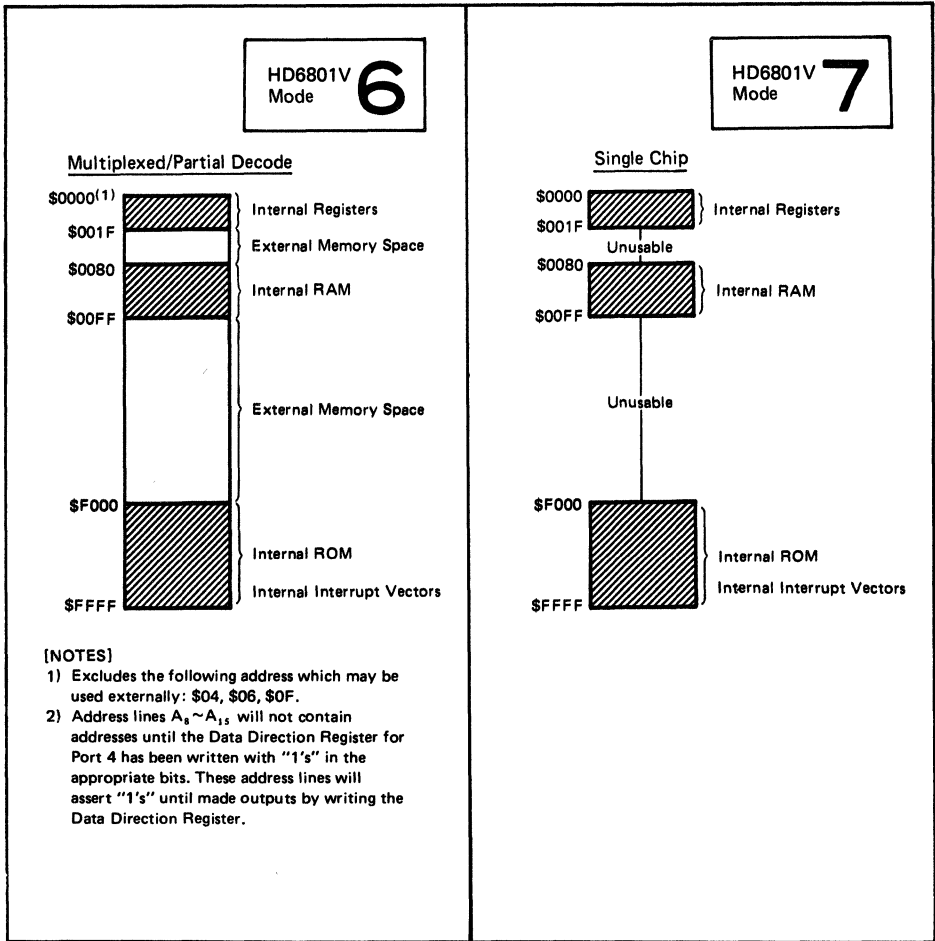 HD6801V
Mode 6
Multiplexed/Partial Decode
$0000(1)
Internal Registers
$001F
External Memory Space
$0080
Internal RAM
$00FF
External Memory Space
$F000
Internal ROM
Internal Interrupt Vectors
$FFFF
[NOTES]
1) Excludes the following address which may be
used externally: $04, $06, $0F.
2) Address lines A₈~A₁₅ will not contain
addresses until the Data Direction Register for
Port 4 has been written with "1's" in the
appropriate bits. These address lines will
assert "1's" until made outputs by writing the
Data Direction Register.
HD6801V
Mode 7
Single Chip
$0000
Internal Registers
$001F
Unusable
$0080
Internal RAM
$00FF
Unusable
$F000
Internal ROM
Internal Interrupt Vectors
$FFFF